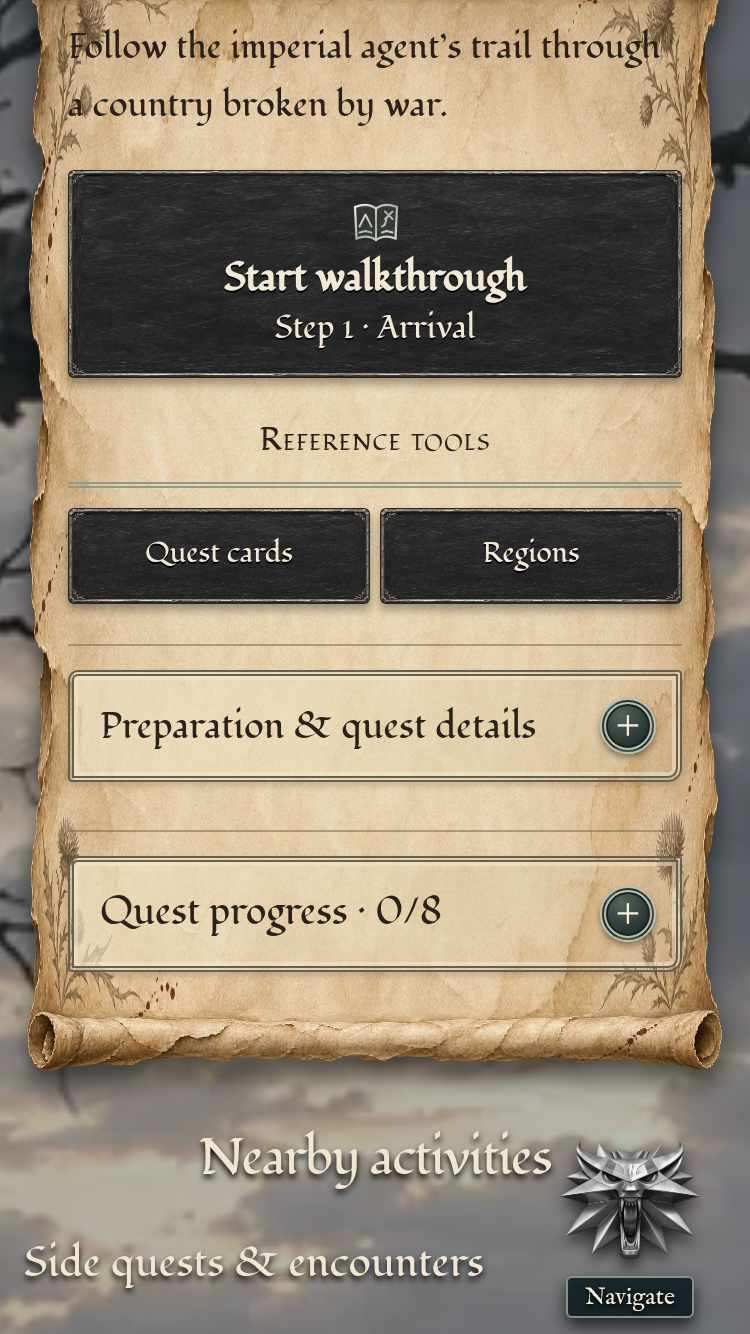 Follow the imperial agent’s trail through
a country broken by war.
Start walkthrough
Step 1 · Arrival
Reference tools
Quest cards
Regions
Preparation & quest details
Quest progress · 0/8
Nearby activities
Side quests & encounters
Navigate